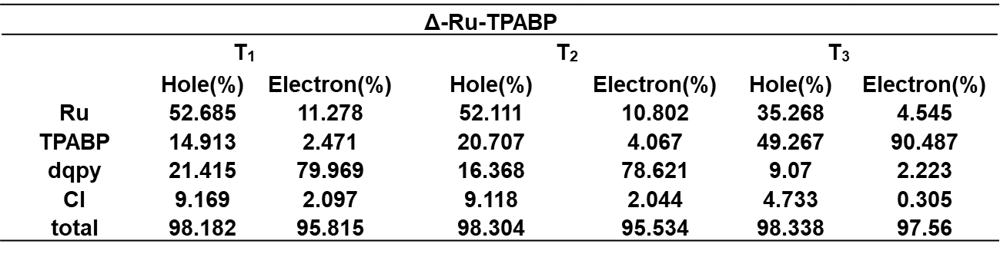 Δ-Ru-TPABP
T₁ T₂ T₃
Hole(%) Electron(%) Hole(%) Electron(%) Hole(%) Electron(%)
Ru 52.685 11.278 52.111 10.802 35.268 4.545
TPABP 14.913 2.471 20.707 4.067 49.267 90.487
dqpy 21.415 79.969 16.368 78.621 9.07 2.223
Cl 9.169 2.097 9.118 2.044 4.733 0.305
total 98.182 95.815 98.304 95.534 98.338 97.56